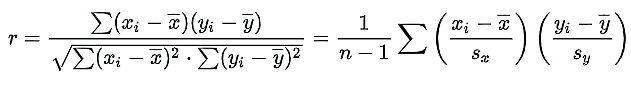 r = \frac{\sum (x_i - \overline{x})(y_i - \overline{y})}{\sqrt{\sum (x_i - \overline{x})^2 \cdot \sum (y_i - \overline{y})^2}} = \frac{1}{n-1} \sum \left( \frac{x_i - \overline{x}}{s_x} \right) \left( \frac{y_i - \overline{y}}{s_y} \right)